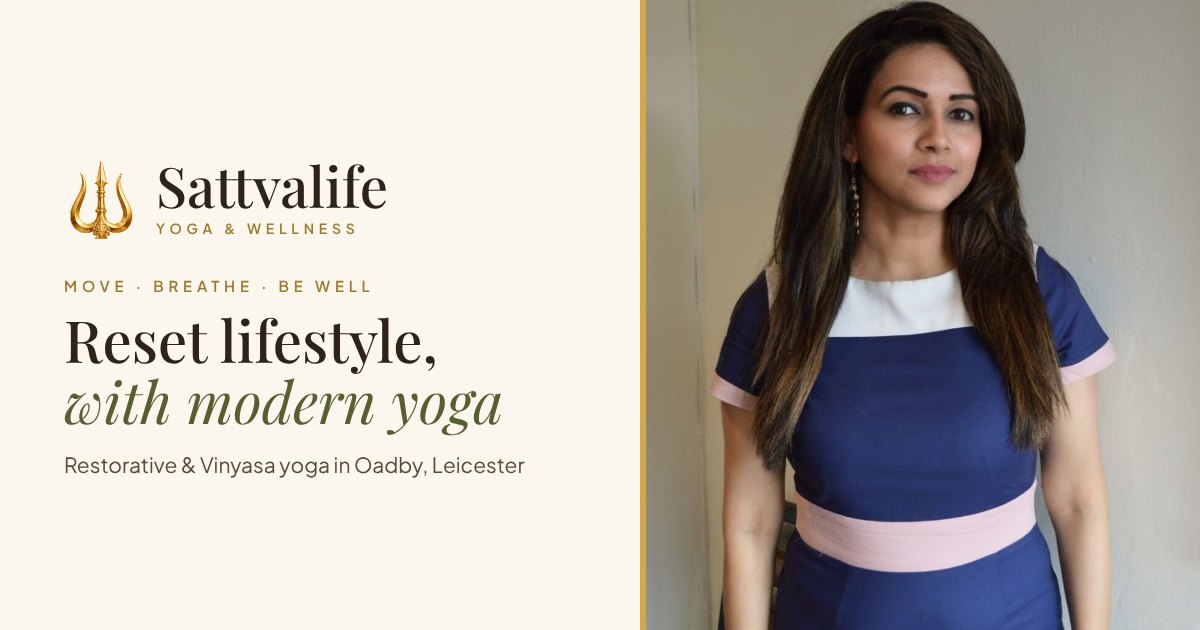 Sattvalife
YOGA & WELLNESS
MOVE · BREATHE · BE WELL
Reset lifestyle,
with modern yoga
Restorative & Vinyasa yoga in Oadby, Leicester